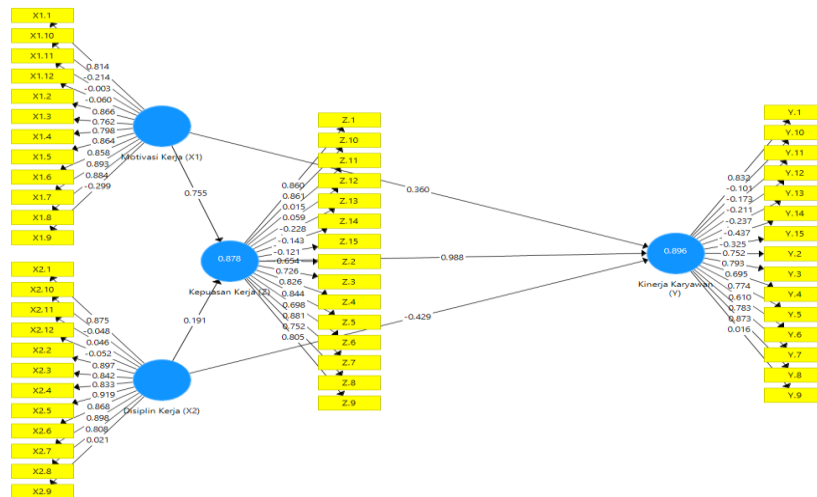 X1.1
X1.10
X1.11
X1.12
X1.2
X1.3
X1.4
X1.5
X1.6
X1.7
X1.8
X1.9
0.814
-0.214
-0.003
-0.060
0.866
0.762
0.798
0.864
0.858
0.893
0.884
-0.299
Motivasi Kerja (X1)
0.755
0.360
X2.1
X2.10
X2.11
X2.12
X2.2
X2.3
X2.4
X2.5
X2.6
X2.7
X2.8
X2.9
0.875
-0.048
0.046
-0.052
0.897
0.842
0.833
0.919
0.868
0.898
0.808
0.021
Disiplin Kerja (X2)
0.191
-0.429
0.878
Kepuasan Kerja (Z)
0.988
0.860
0.861
0.015
0.059
-0.228
-0.143
-0.121
0.654
0.726
0.826
0.844
0.698
0.881
0.752
0.805
Z.1
Z.10
Z.11
Z.12
Z.13
Z.14
Z.15
Z.2
Z.3
Z.4
Z.5
Z.6
Z.7
Z.8
Z.9
0.896
Kinerja Karyawan
(Y)
0.832
-0.101
-0.173
-0.211
-0.237
-0.437
-0.325
0.752
0.793
0.695
0.774
0.610
0.783
0.873
0.016
Y.1
Y.10
Y.11
Y.12
Y.13
Y.14
Y.15
Y.2
Y.3
Y.4
Y.5
Y.6
Y.7
Y.8
Y.9